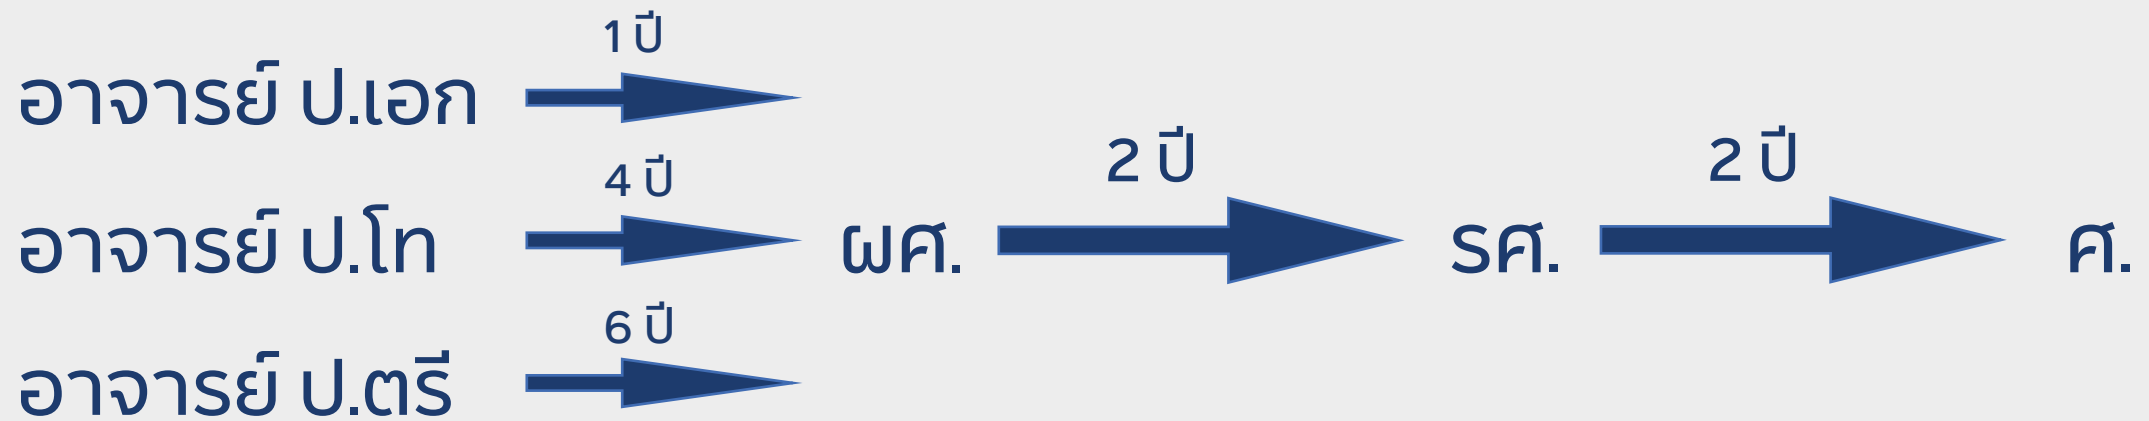 1 ปี
อาจารย์ ป.เอก
4 ปี
2 ปี
2 ปี
อาจารย์ ป.โท
ผศ.
รศ.
ศ.
6 ปี
อาจารย์ ป.ตรี